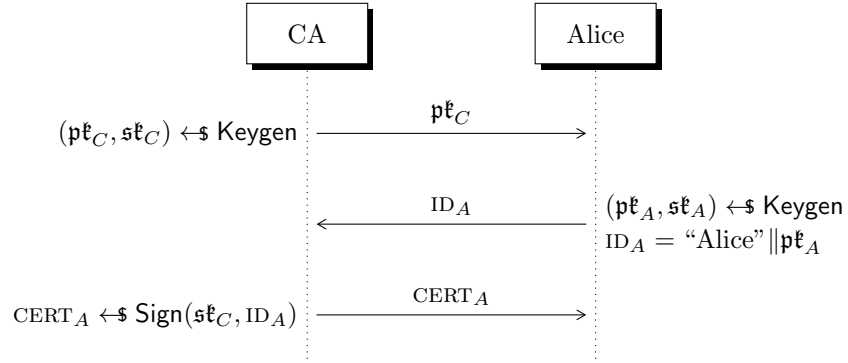 CA
Alice
(𝔭𝔨_C, 𝔰𝔨_C) ←$ Keygen
𝔭𝔨_C
ID_A
(𝔭𝔨_A, 𝔰𝔨_A) ←$ Keygen
ID_A = “Alice”‖𝔭𝔨_A
CERT_A ←$ Sign(𝔰𝔨_C, ID_A)
CERT_A